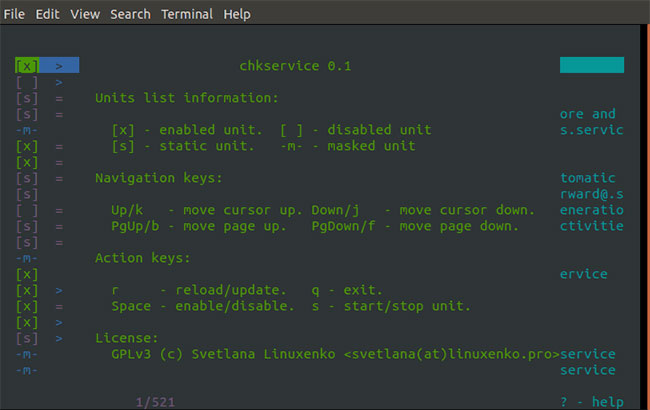 File Edit View Search Terminal Help
[x] > chkservice 0.1
[ ] >
[s] = Units list information:
[s] = ore and
-m- [x] - enabled unit. [ ] - disabled unit s.servic
[x] = [s] - static unit. -m- - masked unit
[x] =
[s] = Navigation keys: tomatic
[s] rward@.s
[ ] = Up/k - move cursor up. Down/j - move cursor down. eneratio
[s] = PgUp/b - move page up. PgDown/f - move page down. ctivitie
[s] =
-m- Action keys:
[x] ervice
[x] > r - reload/update. q - exit.
[x] = Space - enable/disable. s - start/stop unit.
[x] >
[s] > License:
-m- GPLv3 (c) Svetlana Linuxenko <svetlana(at)linuxenko.pro>service
-m- service
1/521 ? - help